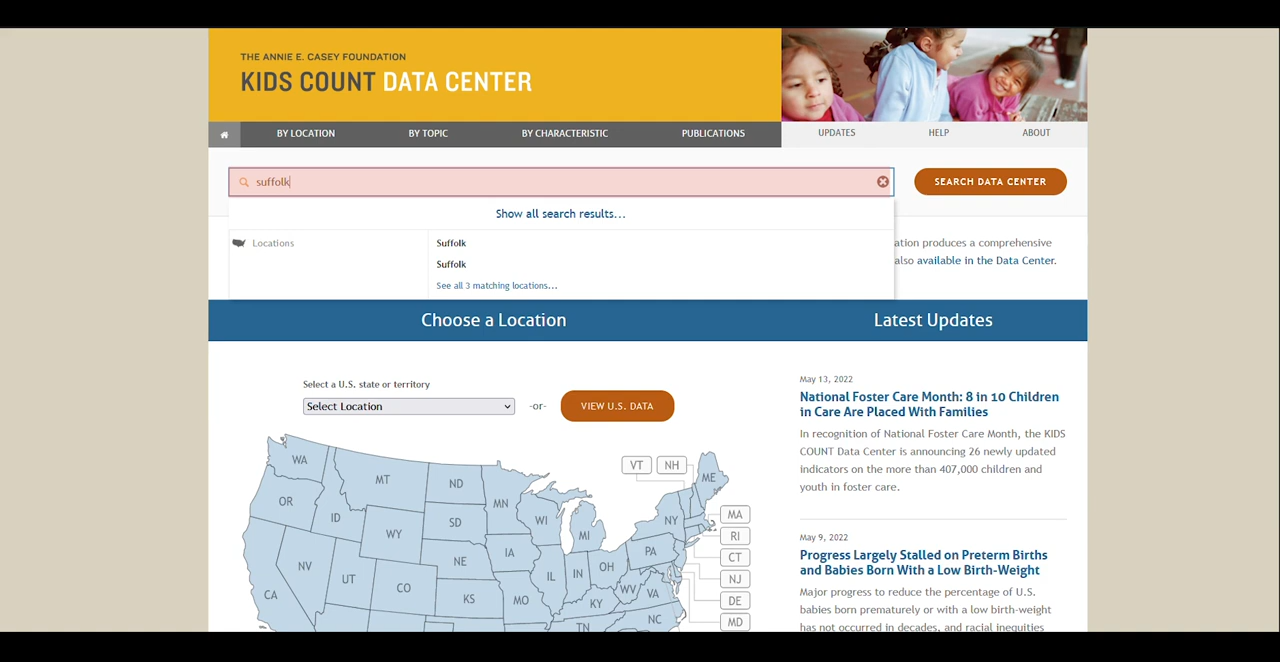 THE ANNIE E. CASEY FOUNDATION
KIDS COUNT DATA CENTER
BY LOCATION
BY TOPIC
BY CHARACTERISTIC
PUBLICATIONS
UPDATES
HELP
ABOUT
suffolk
SEARCH DATA CENTER
Show all search results...
Locations
Suffolk
Suffolk
See all 3 matching locations...
ation produces a comprehensive
also available in the Data Center.
Choose a Location
Latest Updates
Select a U.S. state or territory
Select Location
-or-
VIEW U.S. DATA
WA
MT
ND
MN
OR
ID
SD
WI
WY
MI
NY
VT
NH
ME
MA
RI
CT
NJ
DE
MD
NV
UT
CO
NE
IA
IL
IN
OH
PA
WV
VA
CA
KS
MO
KY
NC
TN
May 13, 2022
National Foster Care Month: 8 in 10 Children
in Care Are Placed With Families
In recognition of National Foster Care Month, the KIDS
COUNT Data Center is announcing 26 newly updated
indicators on the more than 407,000 children and
youth in foster care.
May 9, 2022
Progress Largely Stalled on Preterm Births
and Babies Born With a Low Birth-Weight
Major progress to reduce the percentage of U.S.
babies born prematurely or with a low birth-weight
has not occurred in decades, and racial inequities